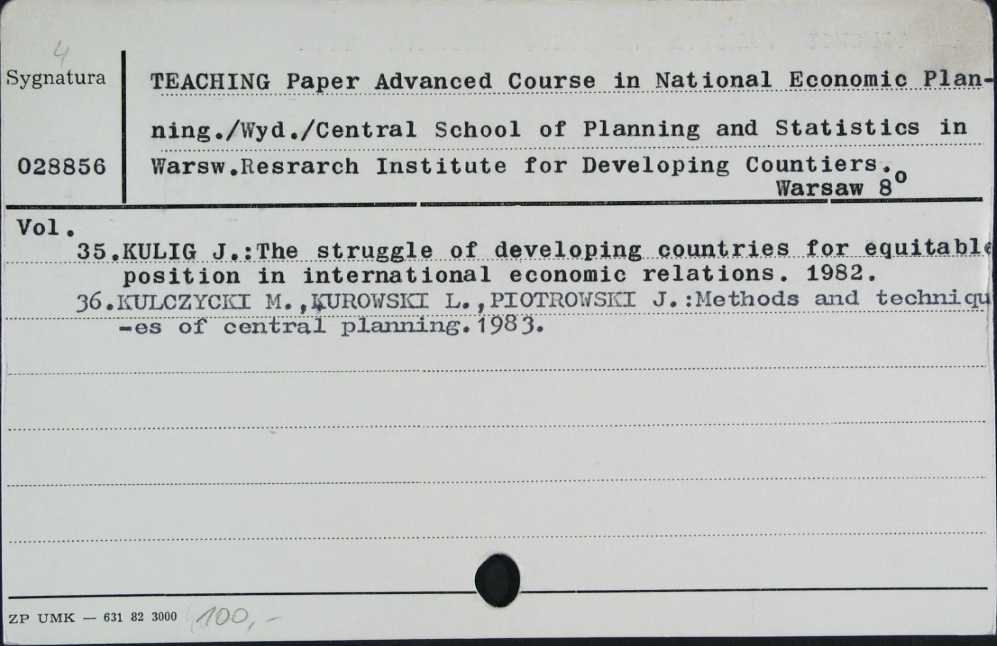 4
Sygnatura
TEACHING Paper Advanced Course in National Economic Plan-
ning./Wyd./Central School of Planning and Statistics in
028856
Warsw.Resrarch Institute for Developing Countiers.
Warsaw 8°
Vol.
35.KULIG J.:The struggle of developing countries for equitable
position in international economic relations. 1982.
36.KULCZYCKI M.,KUROWSKI L.,PIOTROWSKI J.:Methods and techniqu
-es of central planning.1983.
ZP UMK — 631 82 3000 100,-